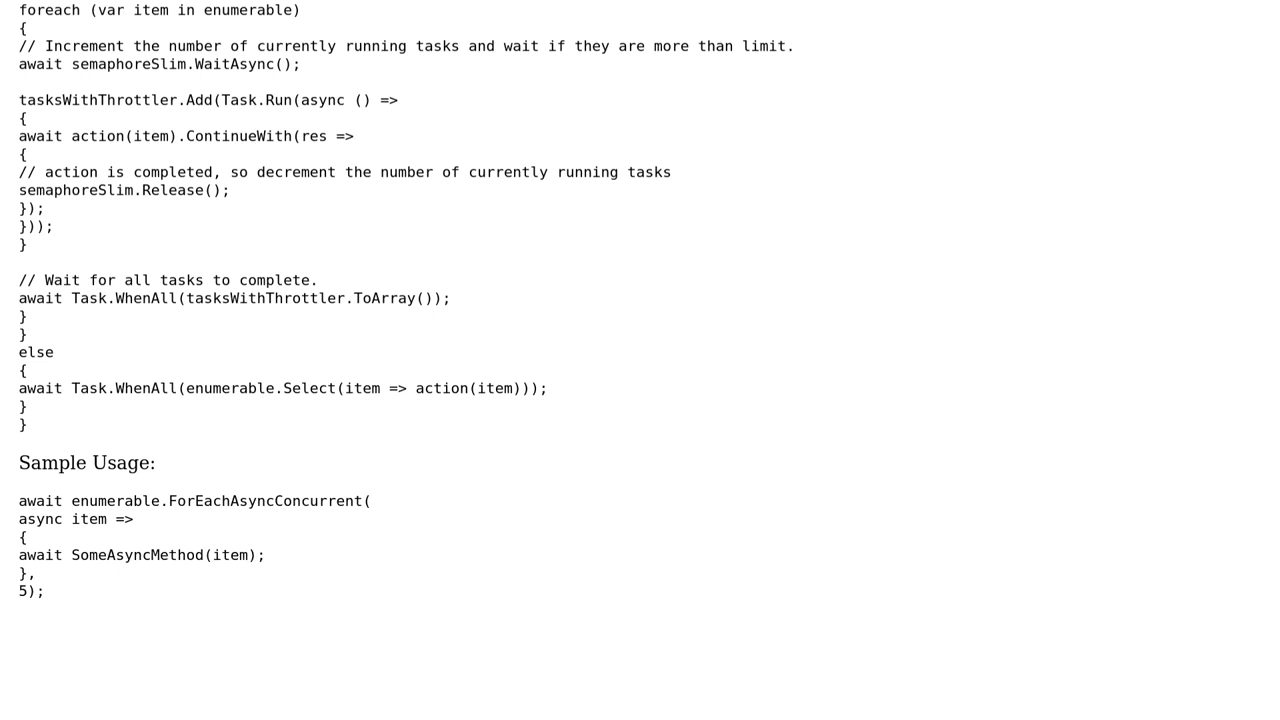 foreach (var item in enumerable)
{
// Increment the number of currently running tasks and wait if they are more than limit.
await semaphoreSlim.WaitAsync();

tasksWithThrottler.Add(Task.Run(async () =>
{
await action(item).ContinueWith(res =>
{
// action is completed, so decrement the number of currently running tasks
semaphoreSlim.Release();
});
}));
}

// Wait for all tasks to complete.
await Task.WhenAll(tasksWithThrottler.ToArray());
}
}
else
{
await Task.WhenAll(enumerable.Select(item => action(item)));
}
}

Sample Usage:

await enumerable.ForEachAsyncConcurrent(
async item =>
{
await SomeAsyncMethod(item);
},
5);